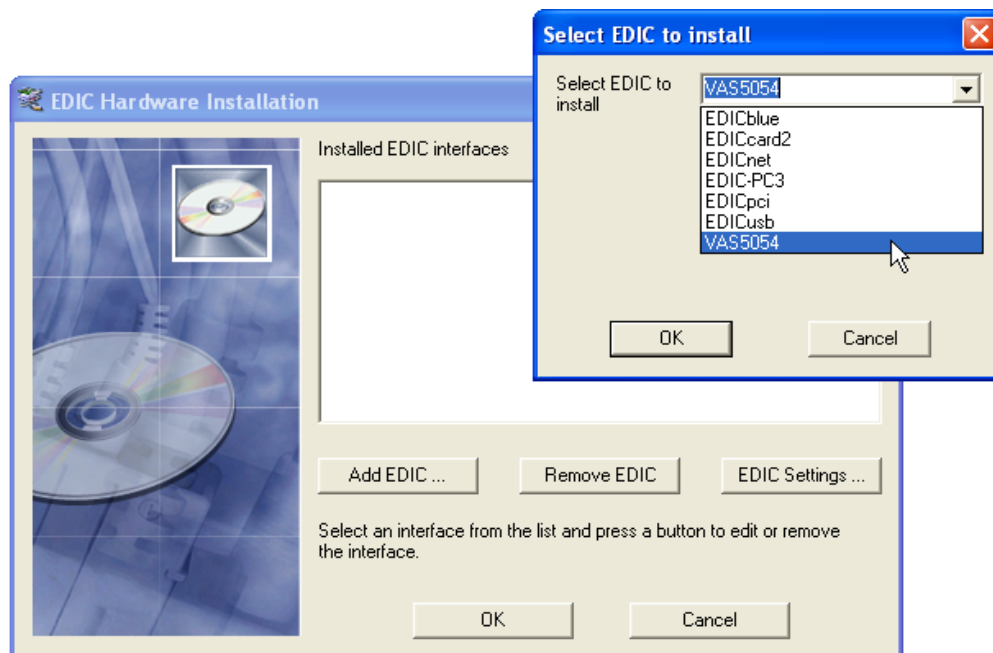 Select EDIC to install
Select EDIC to
install
VAS5054
EDICblue
EDICcard2
EDICnet
EDIC-PC3
EDICpci
EDICusb
VAS5054
OK
Cancel
EDIC Hardware Installation
Installed EDIC interfaces
Add EDIC ...
Remove EDIC
EDIC Settings ...
Select an interface from the list and press a button to edit or remove
the interface.
OK
Cancel